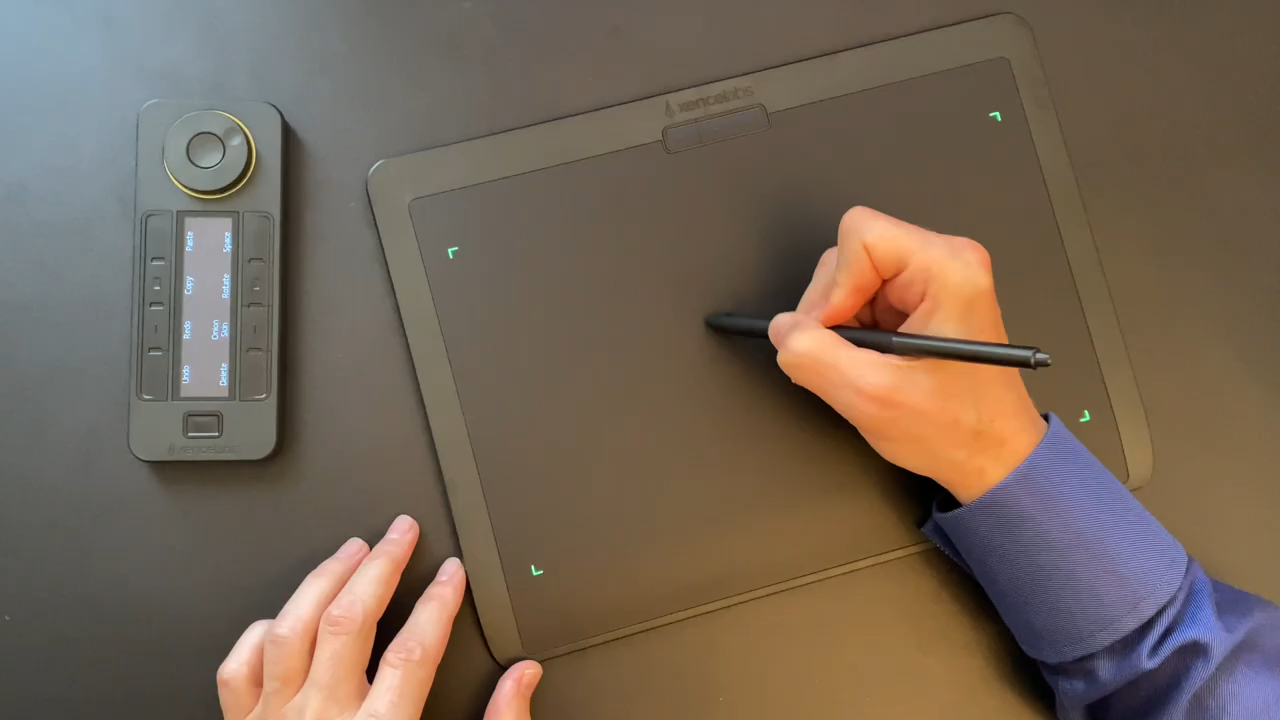 xencelabs
Undo
Redo
Copy
Paste
Delete
Onion
Skin
Rotate
Space
xencelabs